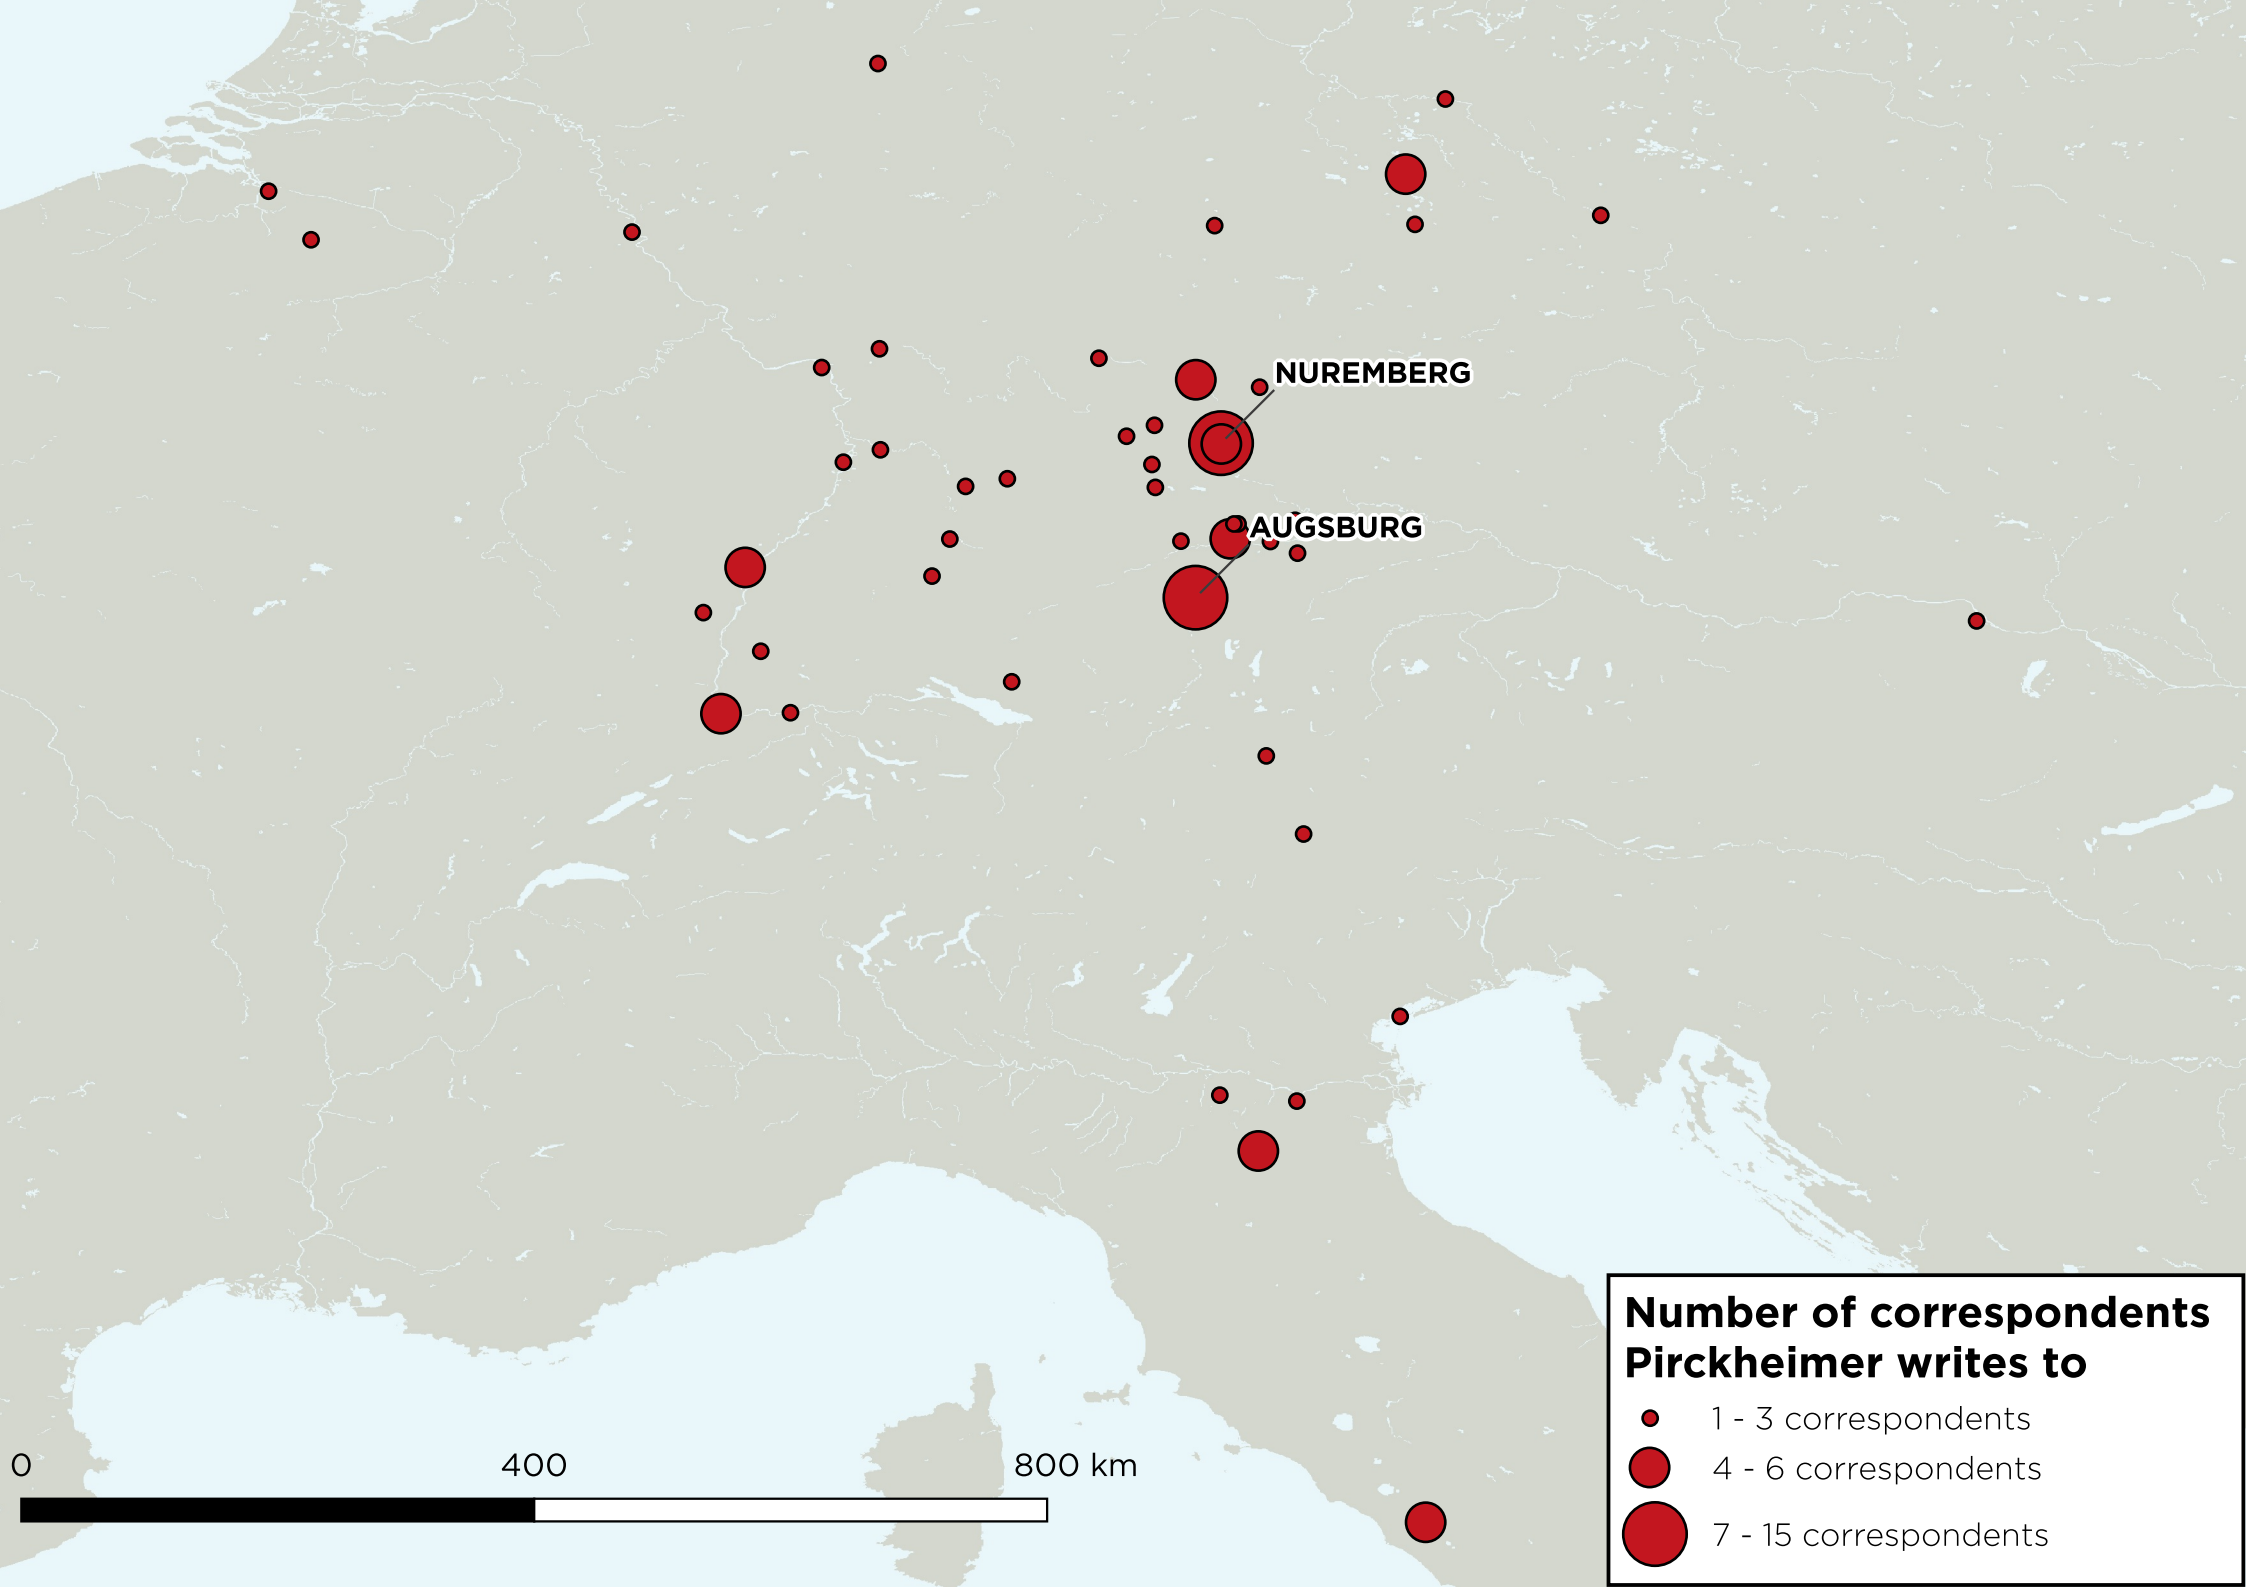 NUREMBERG
AUGSBURG
Number of correspondents
Pirckheimer writes to
1 - 3 correspondents
4 - 6 correspondents
7 - 15 correspondents
0 400 800 km